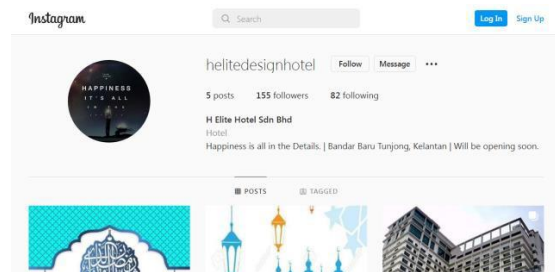 Instagram
Search
Log In Sign Up
helitedesignhotel Follow Message •••
5 posts 155 followers 82 following
H Elite Hotel Sdn Bhd
Hotel
Happiness is all in the Details. | Bandar Baru Tunjong, Kelantan | Will be opening soon.
HAPPINESS
IT'S ALL
POSTS TAGGED